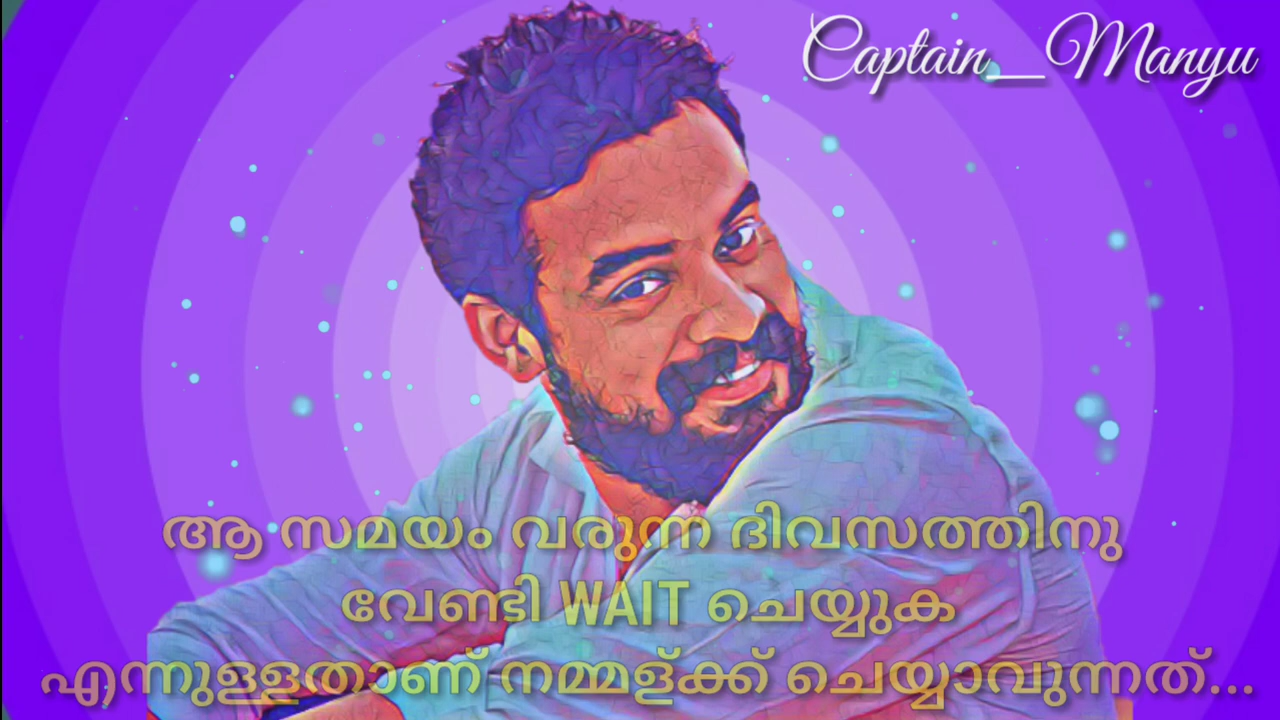 Captain_Manyu
ആ സമയം വരുന്ന ദിവസത്തിനു
വേണ്ടി WAIT ചെയ്യുക
എന്നുള്ളതാണ് നമ്മള്ക്ക് ചെയ്യാവുന്നത്...